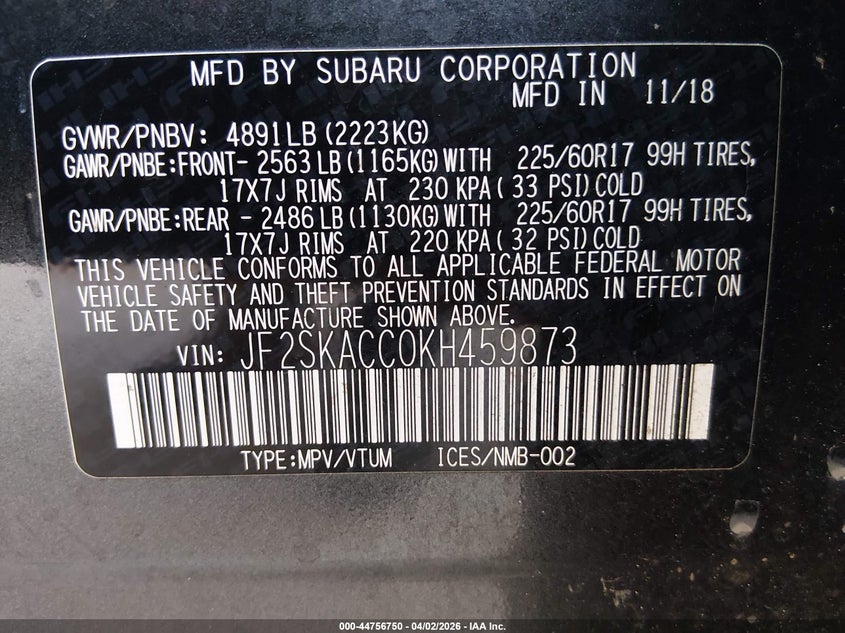 MFD BY SUBARU CORPORATION
MFD IN 11/18
GVWR/PNBV: 4891LB (2223KG)
GAWR/PNBE:FRONT- 2563 LB (1165KG) WITH 225/60R17 99H TIRES,
17X7J RIMS AT 230 KPA ( 33 PSI) COLD
GAWR/PNBE:REAR - 2486 LB (1130KG) WITH 225/60R17 99H TIRES,
17X7J RIMS AT 220 KPA ( 32 PSI) COLD
THIS VEHICLE CONFORMS TO ALL APPLICABLE FEDERAL MOTOR
VEHICLE SAFETY AND THEFT PREVENTION STANDARDS IN EFFECT ON
THE DATE OF MANUFACTURE SHOWN ABOVE.
VIN: JF2SKACC0KH459873
TYPE:MPV/VTUM ICES/NMB-002
000-44756750 - 04/02/2026 - IAA Inc.